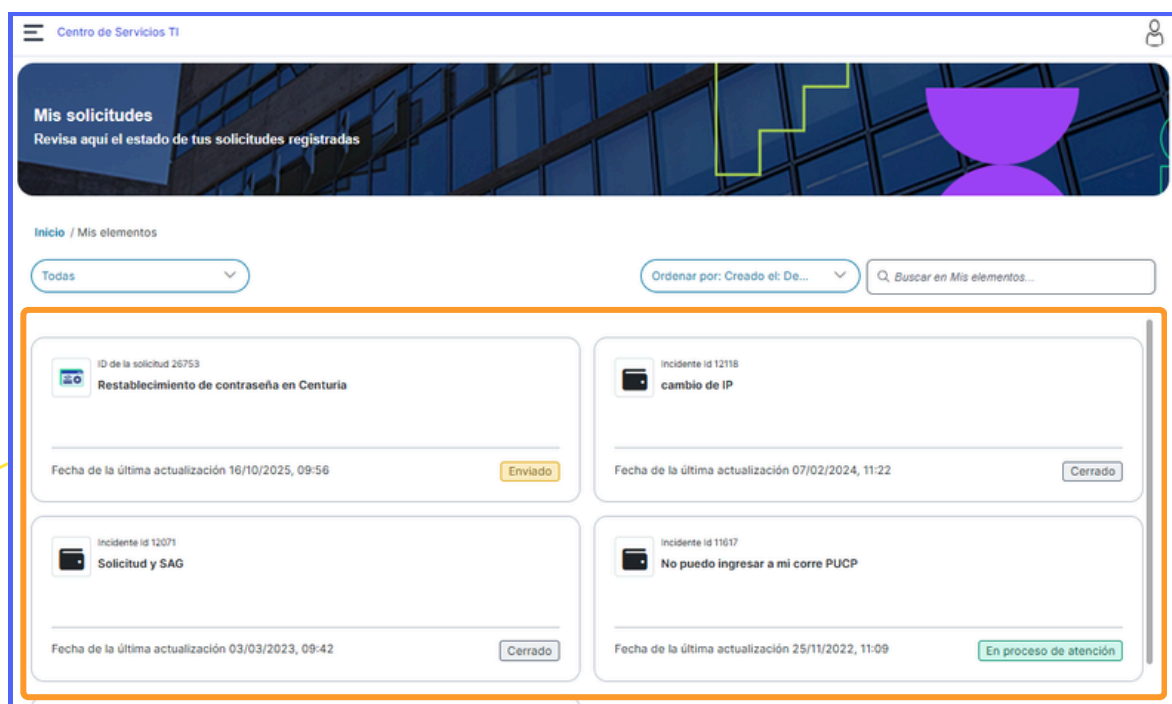 Centro de Servicios TI
Mis solicitudes
Revisa aquí el estado de tus solicitudes registradas
Inicio / Mis elementos
Todas
Ordenar por: Creado el: De...
Buscar en Mis elementos...
ID de la solicitud 26753
Restablecimiento de contraseña en Centuria
Fecha de la última actualización 16/10/2025, 09:56
Enviado
Incidente Id 12118
cambio de IP
Fecha de la última actualización 07/02/2024, 11:22
Cerrado
Incidente Id 12071
Solicitud y SAG
Fecha de la última actualización 03/03/2023, 09:42
Cerrado
Incidente Id 11617
No puedo ingresar a mi corre PUCP
Fecha de la última actualización 25/11/2022, 11:09
En proceso de atención